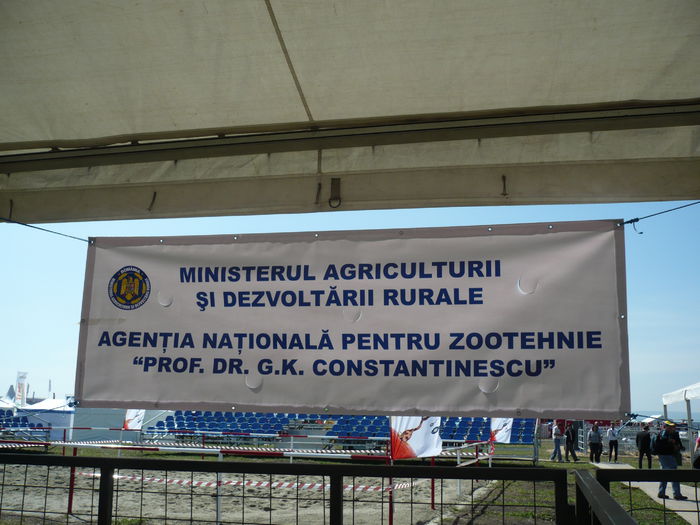 MINISTERUL AGRICULTURII
ŞI DEZVOLTĂRII RURALE
AGENŢIA NAŢIONALĂ PENTRU ZOOTEHNIE
“PROF. DR. G.K. CONSTANTINESCU”